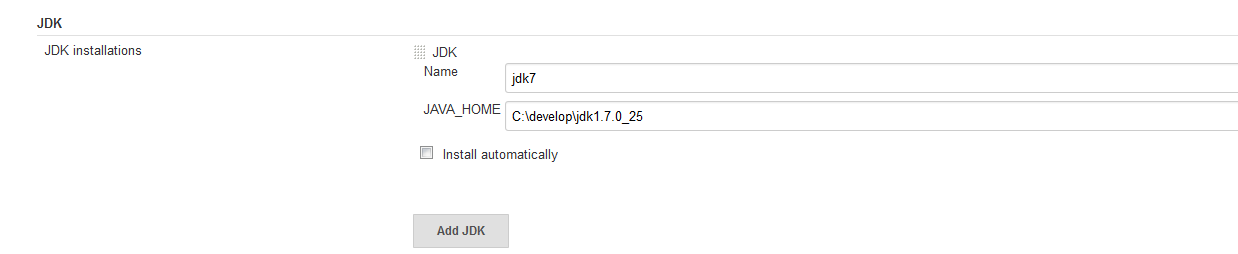 JDK
JDK installations
JDK
Name
jdk7
JAVA_HOME
C:\develop\jdk1.7.0_25
Install automatically
Add JDK